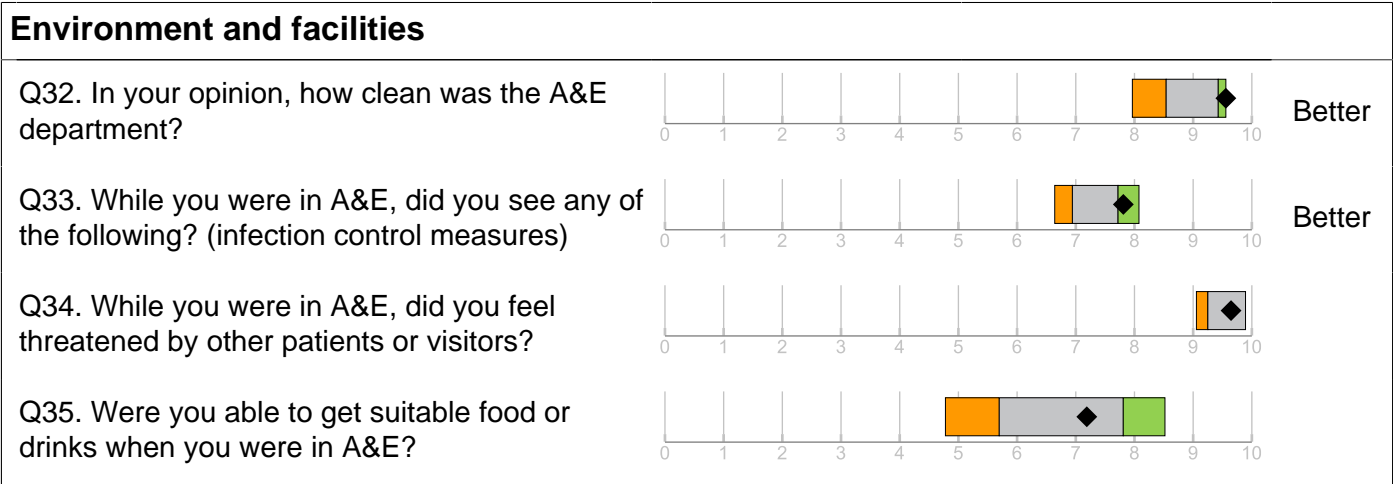 Environment and facilities
Q32. In your opinion, how clean was the A&E
department?
0 1 2 3 4 5 6 7 8 9 10
Better
Q33. While you were in A&E, did you see any of
the following? (infection control measures)
0 1 2 3 4 5 6 7 8 9 10
Better
Q34. While you were in A&E, did you feel
threatened by other patients or visitors?
0 1 2 3 4 5 6 7 8 9 10
Q35. Were you able to get suitable food or
drinks when you were in A&E?
0 1 2 3 4 5 6 7 8 9 10